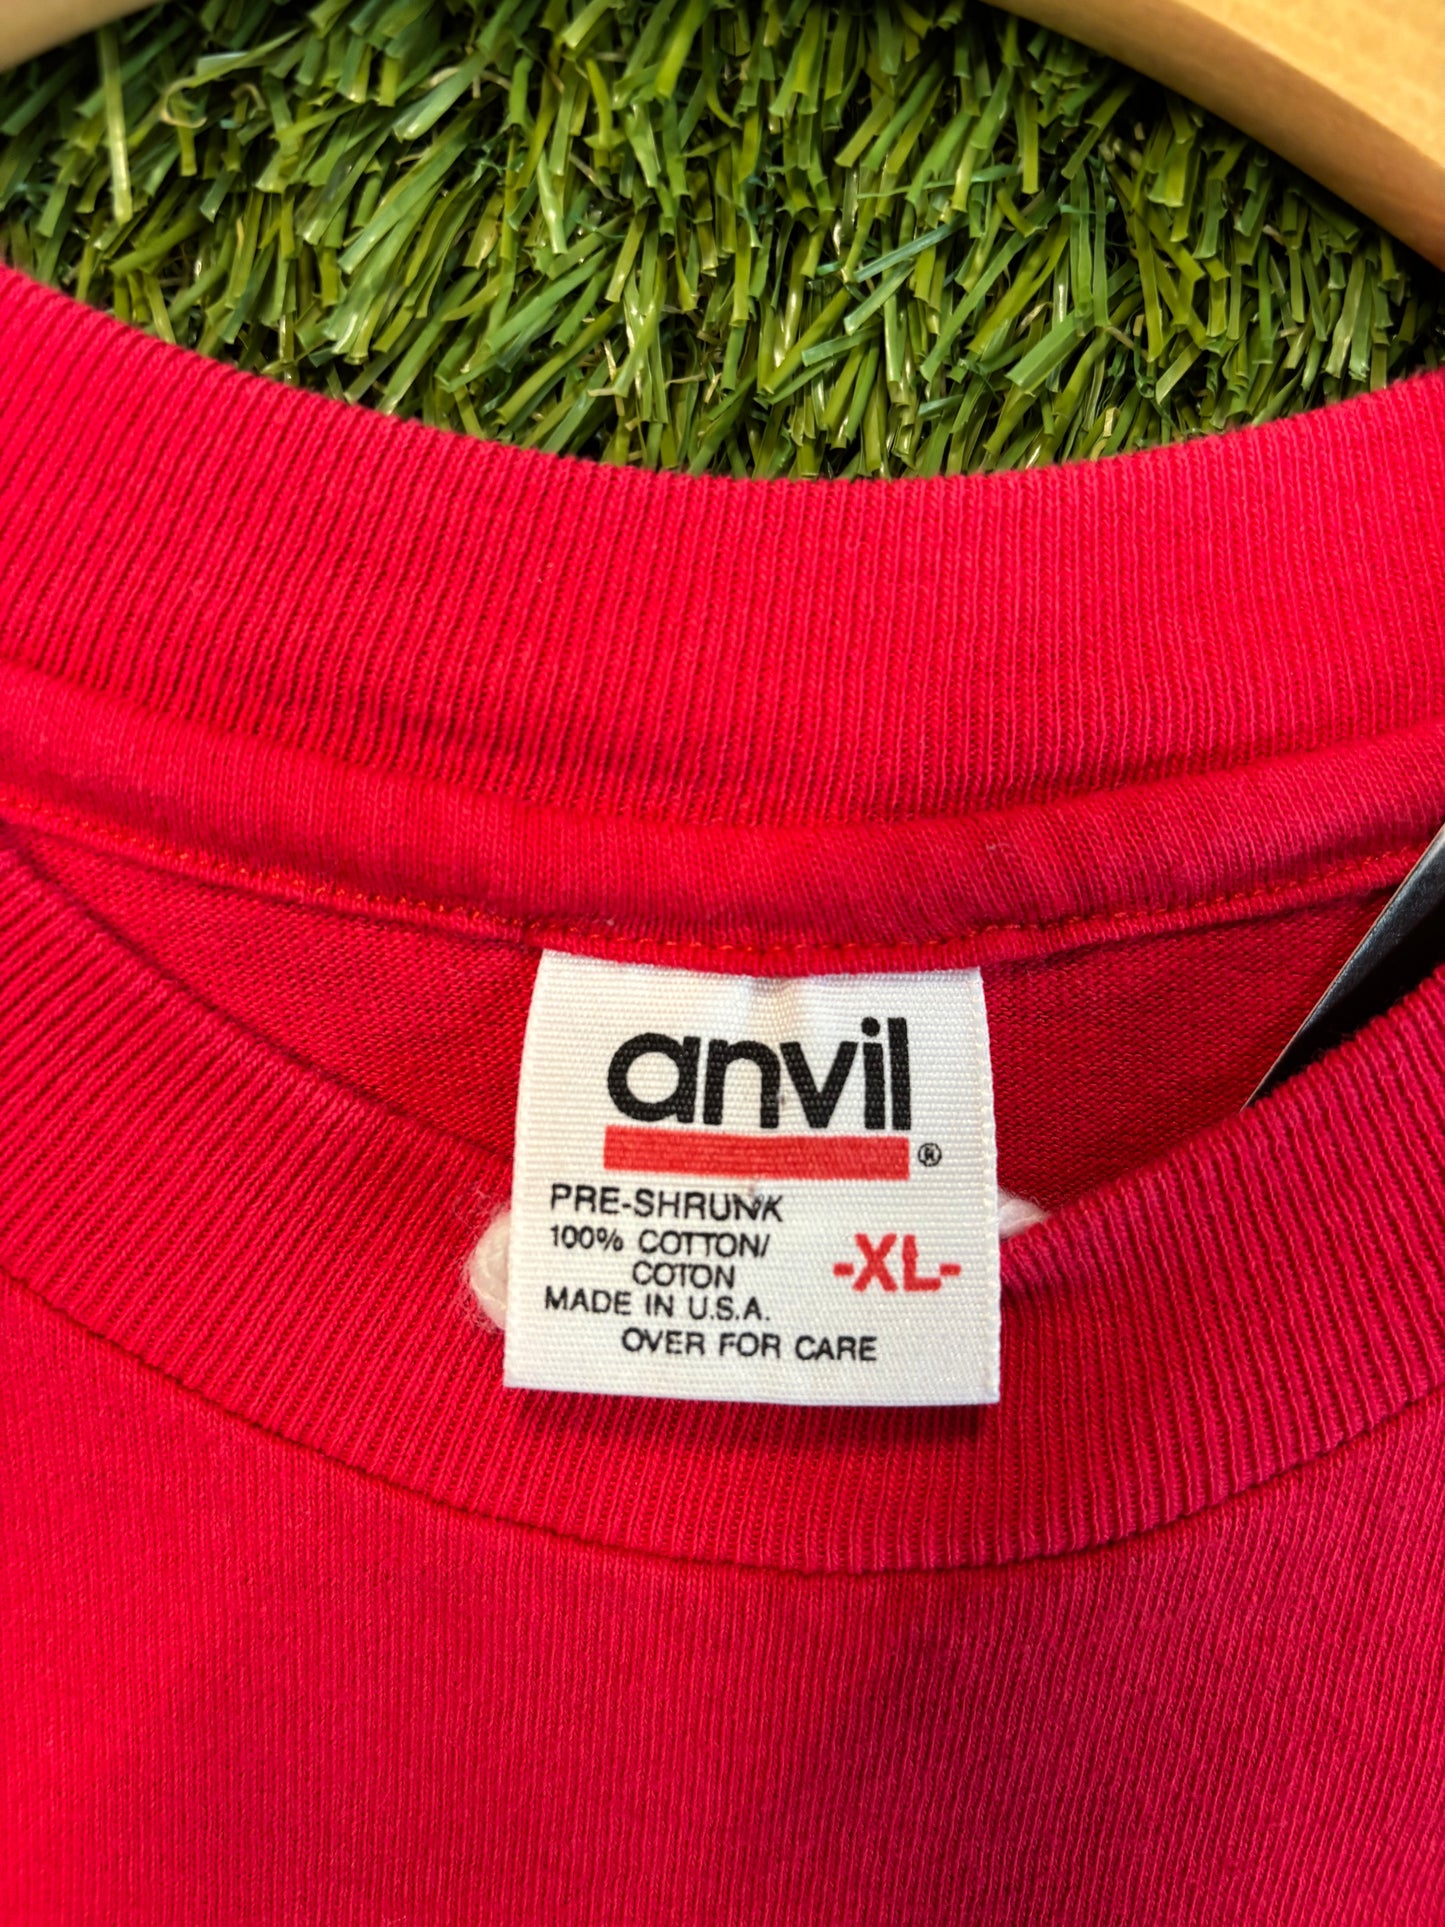 anvil®
PRE-SHRUNK
100% COTTON/
COTON
-XL-
MADE IN U.S.A.
OVER FOR CARE